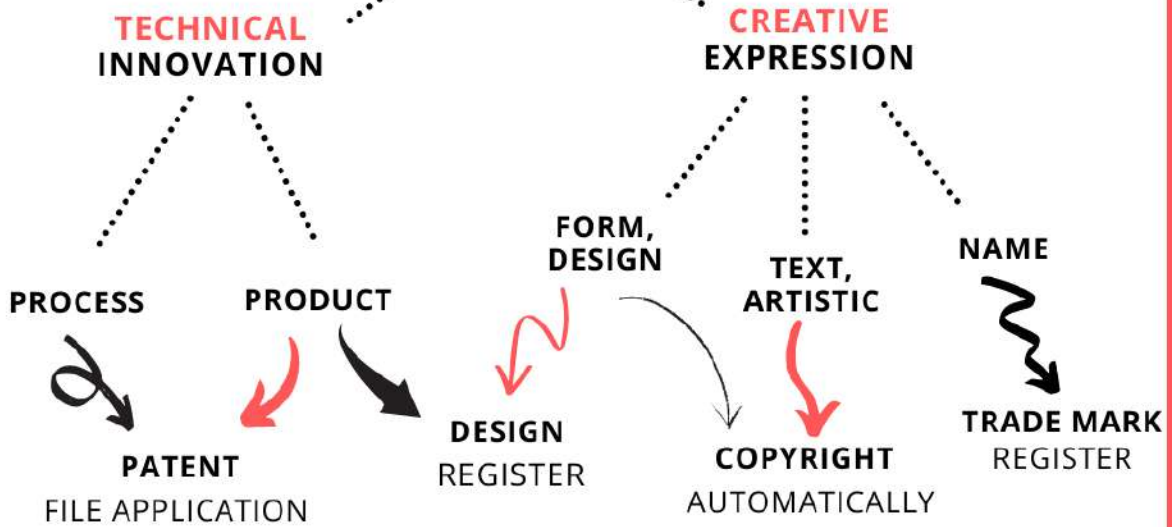 TECHNICAL
INNOVATION
CREATIVE
EXPRESSION
PROCESS
PRODUCT
FORM,
DESIGN
TEXT,
ARTISTIC
NAME
PATENT
FILE APPLICATION
DESIGN
REGISTER
COPYRIGHT
AUTOMATICALLY
TRADE MARK
REGISTER